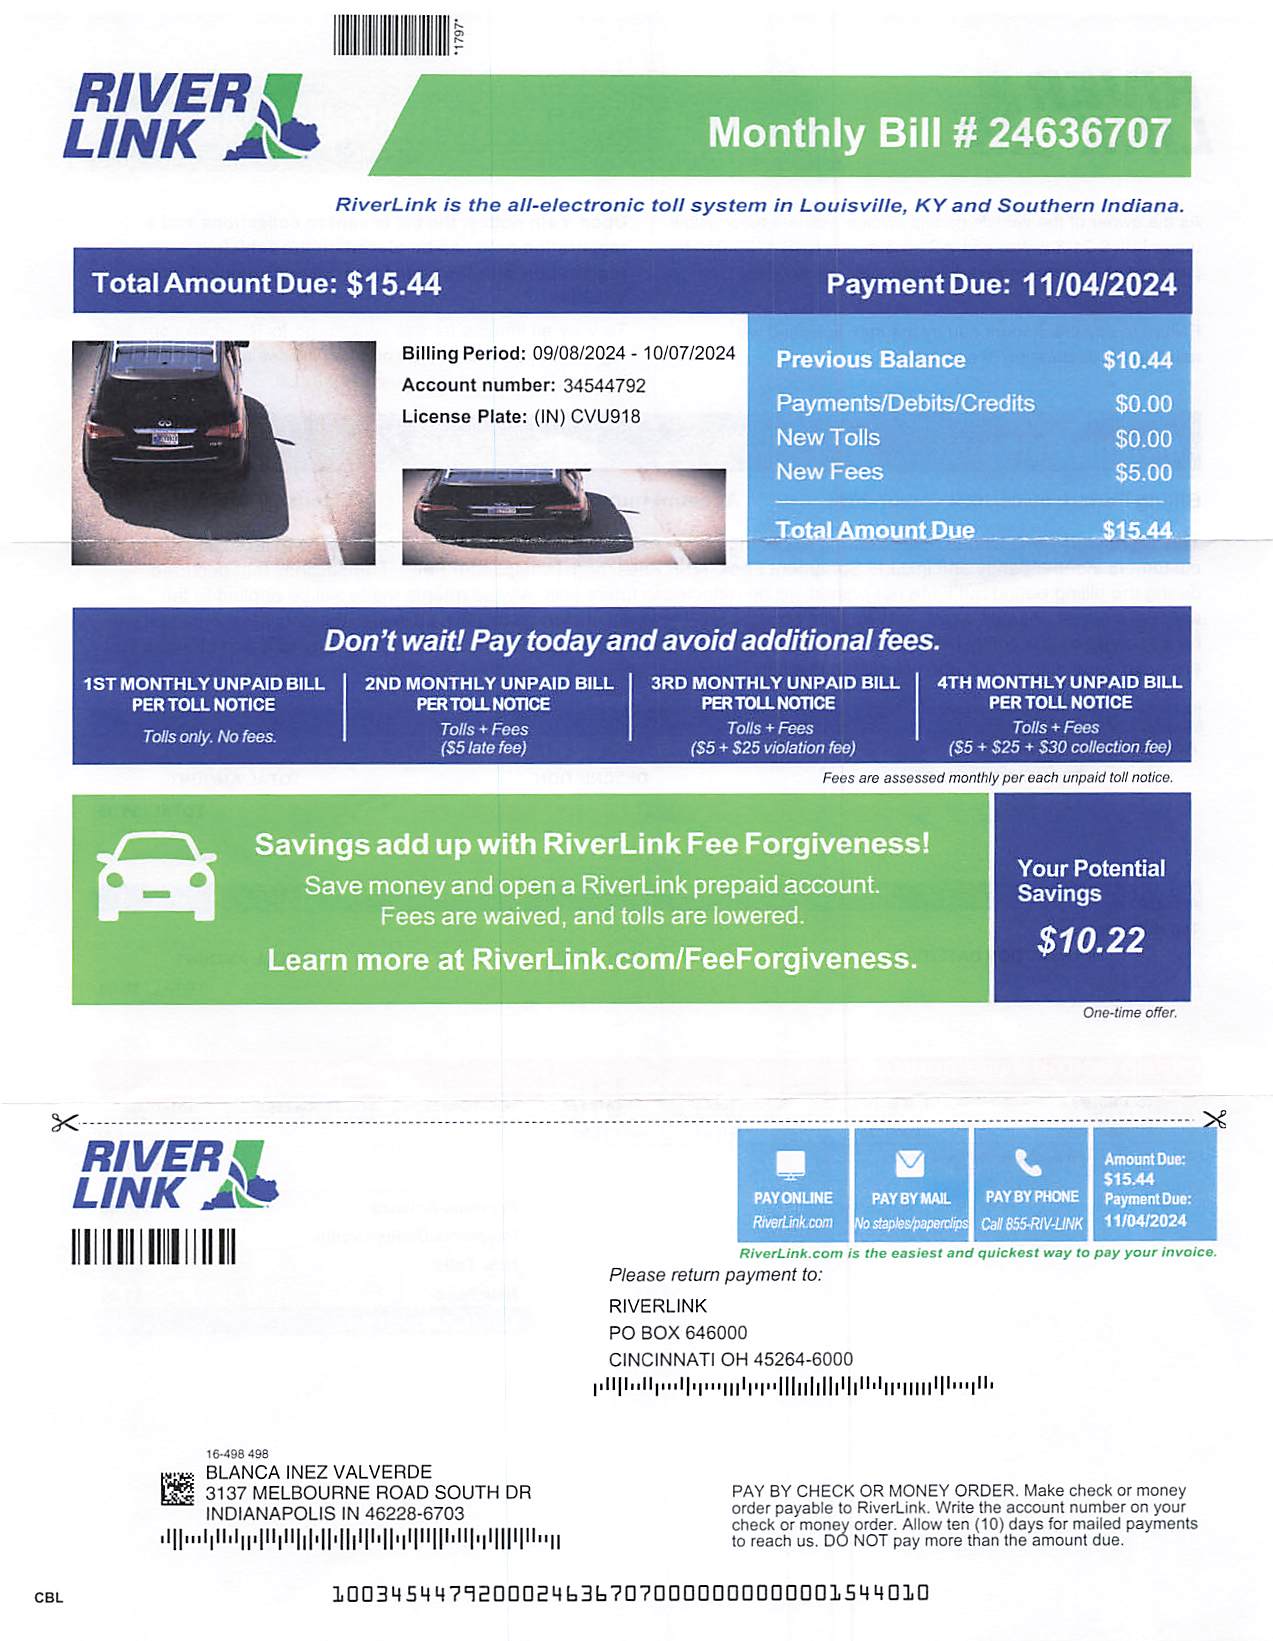 *1797*
RIVER
LINK
Monthly Bill # 24636707
RiverLink is the all-electronic toll system in Louisville, KY and Southern Indiana.
Total Amount Due: $15.44
Payment Due: 11/04/2024
Billing Period: 09/08/2024 - 10/07/2024
Account number: 34544792
License Plate: (IN) CVU918
Previous Balance $10.44
Payments/Debits/Credits $0.00
New Tolls $0.00
New Fees $5.00
Total Amount Due $15.44
Don't wait! Pay today and avoid additional fees.
1ST MONTHLY UNPAID BILL
PER TOLL NOTICE
Tolls only. No fees.
2ND MONTHLY UNPAID BILL
PER TOLL NOTICE
Tolls + Fees
($5 late fee)
3RD MONTHLY UNPAID BILL
PER TOLL NOTICE
Tolls + Fees
($5 + $25 violation fee)
4TH MONTHLY UNPAID BILL
PER TOLL NOTICE
Tolls + Fees
($5 + $25 + $30 collection fee)
Fees are assessed monthly per each unpaid toll notice.
Savings add up with RiverLink Fee Forgiveness!
Save money and open a RiverLink prepaid account.
Fees are waived, and tolls are lowered.
Learn more at RiverLink.com/FeeForgiveness.
Your Potential
Savings
$10.22
One-time offer.
RIVER
LINK
PAY ONLINE
RiverLink.com
PAY BY MAIL
No staples/paperclips
PAY BY PHONE
Call 855-RIV-LINK
Amount Due:
$15.44
Payment Due:
11/04/2024
RiverLink.com is the easiest and quickest way to pay your invoice.
Please return payment to:
RIVERLINK
PO BOX 646000
CINCINNATI OH 45264-6000
16-498 498
BLANCA INEZ VALVERDE
3137 MELBOURNE ROAD SOUTH DR
INDIANAPOLIS IN 46228-6703
PAY BY CHECK OR MONEY ORDER. Make check or money
order payable to RiverLink. Write the account number on your
check or money order. Allow ten (10) days for mailed payments
to reach us. DO NOT pay more than the amount due.
CBL
10034544792000246367070000000000001544010